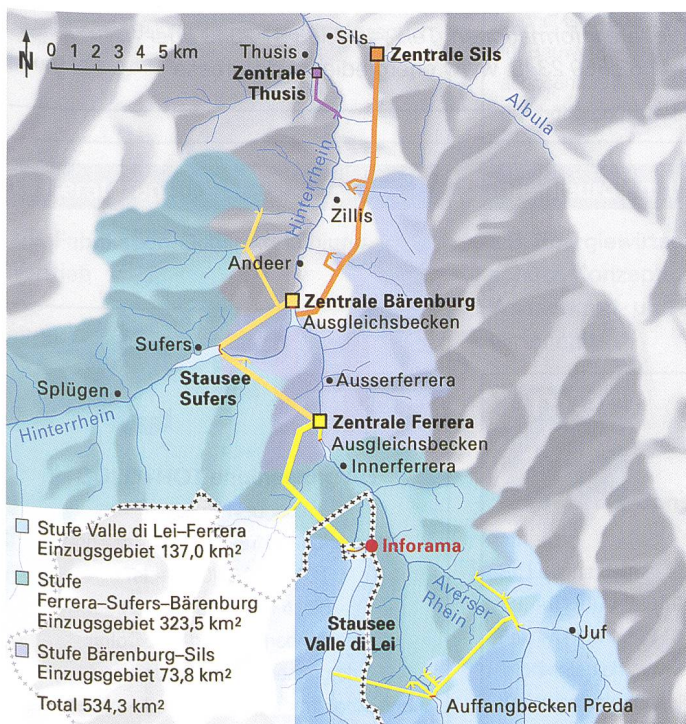 N
0 1 2 3 4 5 km
Sils
Thusis
Zentrale Sils
Zentrale
Thusis
Albula
Hinterrhein
Zillis
Andeer
Zentrale Bärenburg
Ausgleichsbecken
Sufers
Stausee
Sufers
Ausserferrera
Splügen
Hinterrhein
Zentrale Ferrera
Ausgleichsbecken
Innerferrera
Inforama
Averser
Rhein
Stausee
Valle di Lei
Juf
Auffangbecken Preda
Stufe Valle di Lei–Ferrera
Einzugsgebiet 137,0 km²
Stufe
Ferrera–Sufers–Bärenburg
Einzugsgebiet 323,5 km²
Stufe Bärenburg–Sils
Einzugsgebiet 73,8 km²
Total 534,3 km²